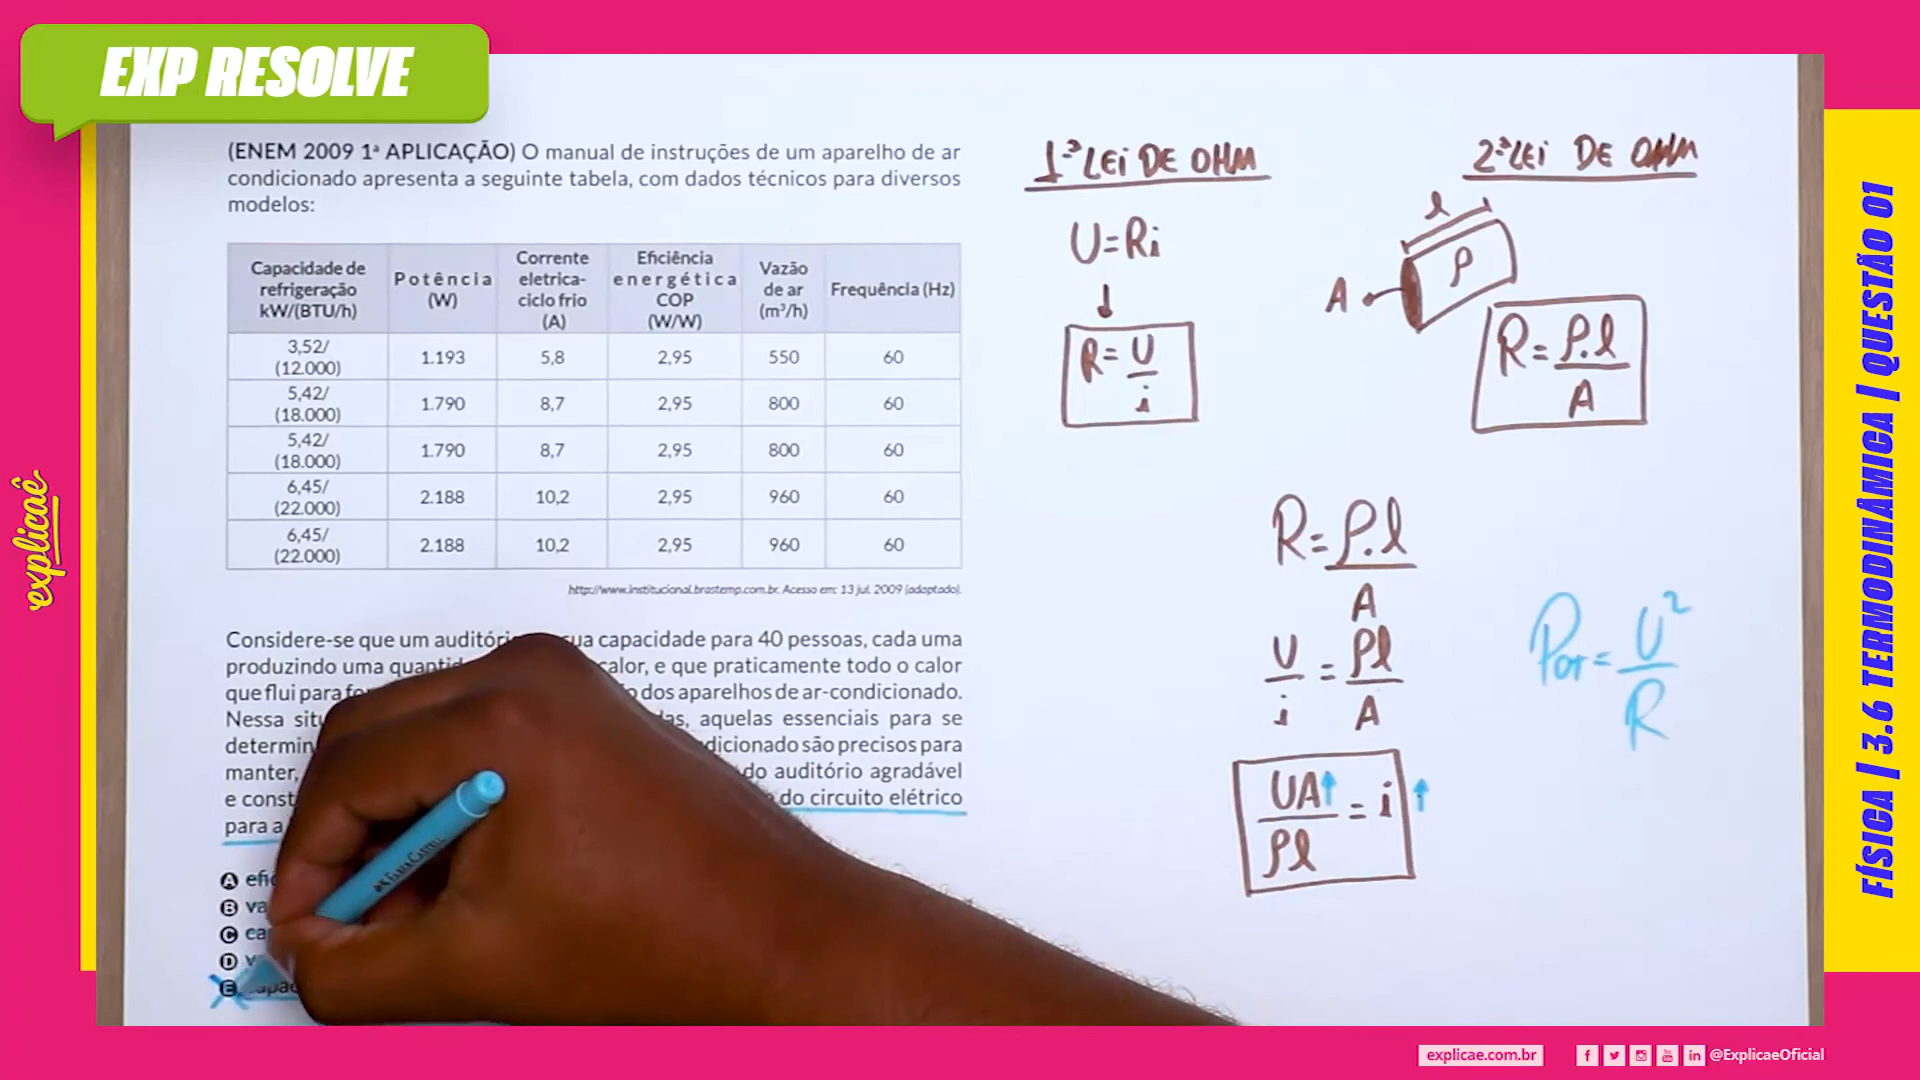 EXP RESOLVE
(ENEM 2009 1ª APLICAÇÃO) O manual de instruções de um aparelho de ar
condicionado apresenta a seguinte tabela, com dados técnicos para diversos
modelos:
Capacidade de refrigeração kW/(BTU/h) | Potência (W) | Corrente eletrica- ciclo frio (A) | Eficiência energética COP (W/W) | Vazão de ar (m³/h) | Frequência (Hz)
3,52/ (12.000) | 1.193 | 5,8 | 2,95 | 550 | 60
5,42/ (18.000) | 1.790 | 8,7 | 2,95 | 800 | 60
5,42/ (18.000) | 1.790 | 8,7 | 2,95 | 800 | 60
6,45/ (22.000) | 2.188 | 10,2 | 2,95 | 960 | 60
6,45/ (22.000) | 2.188 | 10,2 | 2,95 | 960 | 60
http://www.institucional.brastemp.com.br. Acesso em: 13 jul. 2009 (adaptado).
Considere-se que um auditório sua capacidade para 40 pessoas, cada uma
produzindo uma calor, e que praticamente todo o calor
que flui para dos aparelhos de ar-condicionado.
Nessa aquelas essenciais para se
são precisos para
manter, do auditório agradável
e do circuito elétrico
para a
A
B
C
D
E
1ª LEI DE OHM
U=Ri
R=U/i
2ª LEI DE OHM
l
ρ
A
R=ρ.l/A
R=ρ.l/A
U/i=ρl/A
UA↑/ρl=i↑
Pot=U²/R
explicaê
FÍSICA | 3.6 TERMODINÂMICA | QUESTÃO 01
explicae.com.br
@ExplicaeOficial